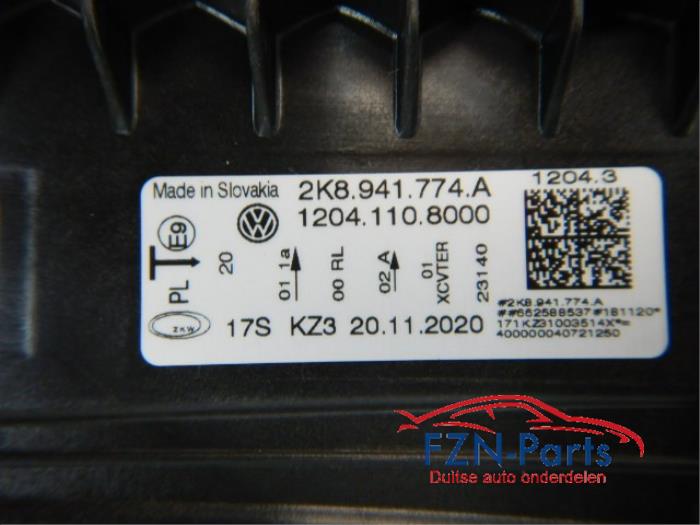 Made in Slovakia 2K8.941.774.A 1204.3
1204.110.8000
E9
PL
20
01 1a
00 RL
02 A
01
XCVTER
23140
ZKW
17S KZ3 20.11.2020
#2K8.941.774.A
##662588537#181120*
171KZ31003514X*=
400000040721250
FZN-Parts
Duitse auto onderdelen